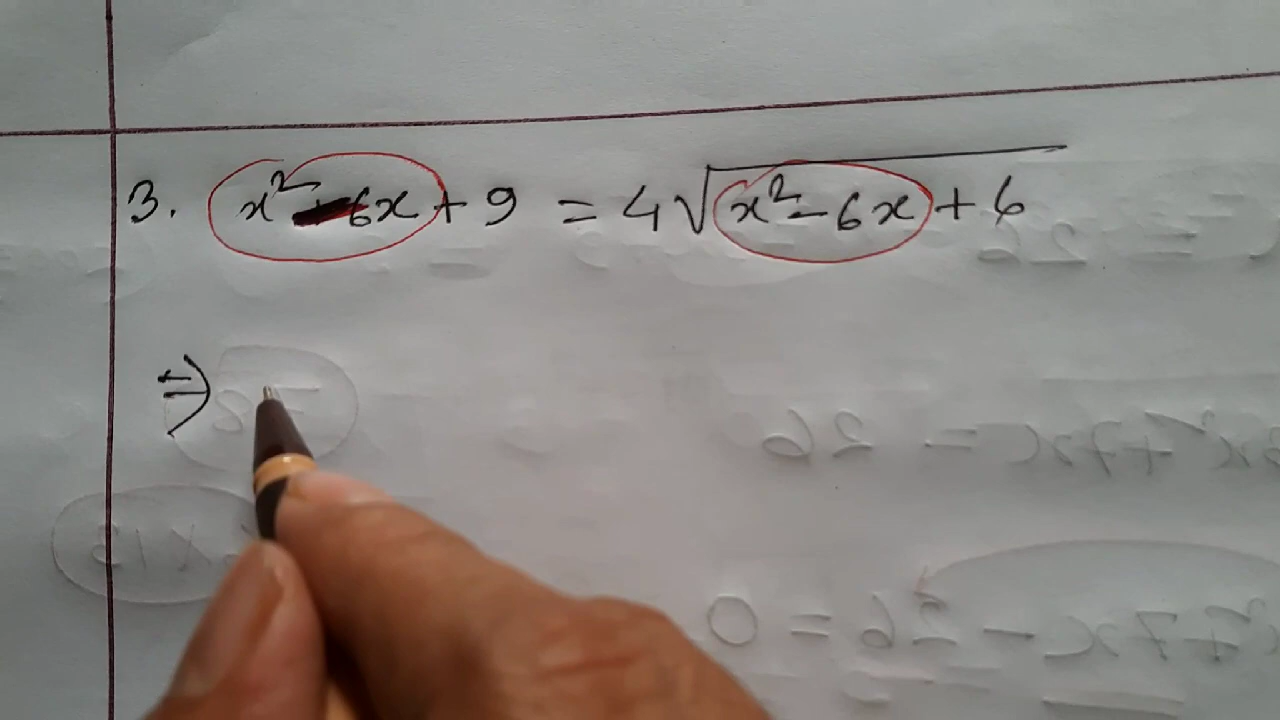 3. x² - 6x + 9 = 4√(x² - 6x + 6)
⇒